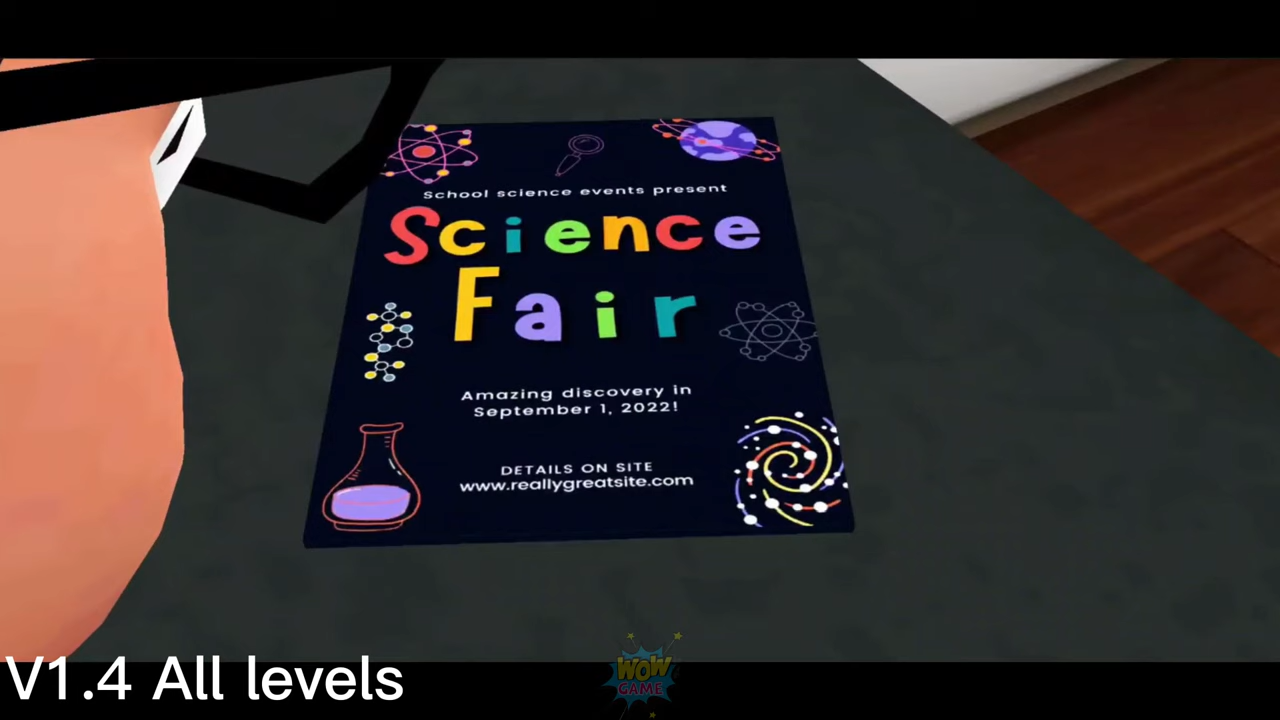 School science events present
Science
Fair
Amazing discovery in
September 1, 2022!
DETAILS ON SITE
www.reallygreatsite.com
V1.4 All levels
WOW
GAME